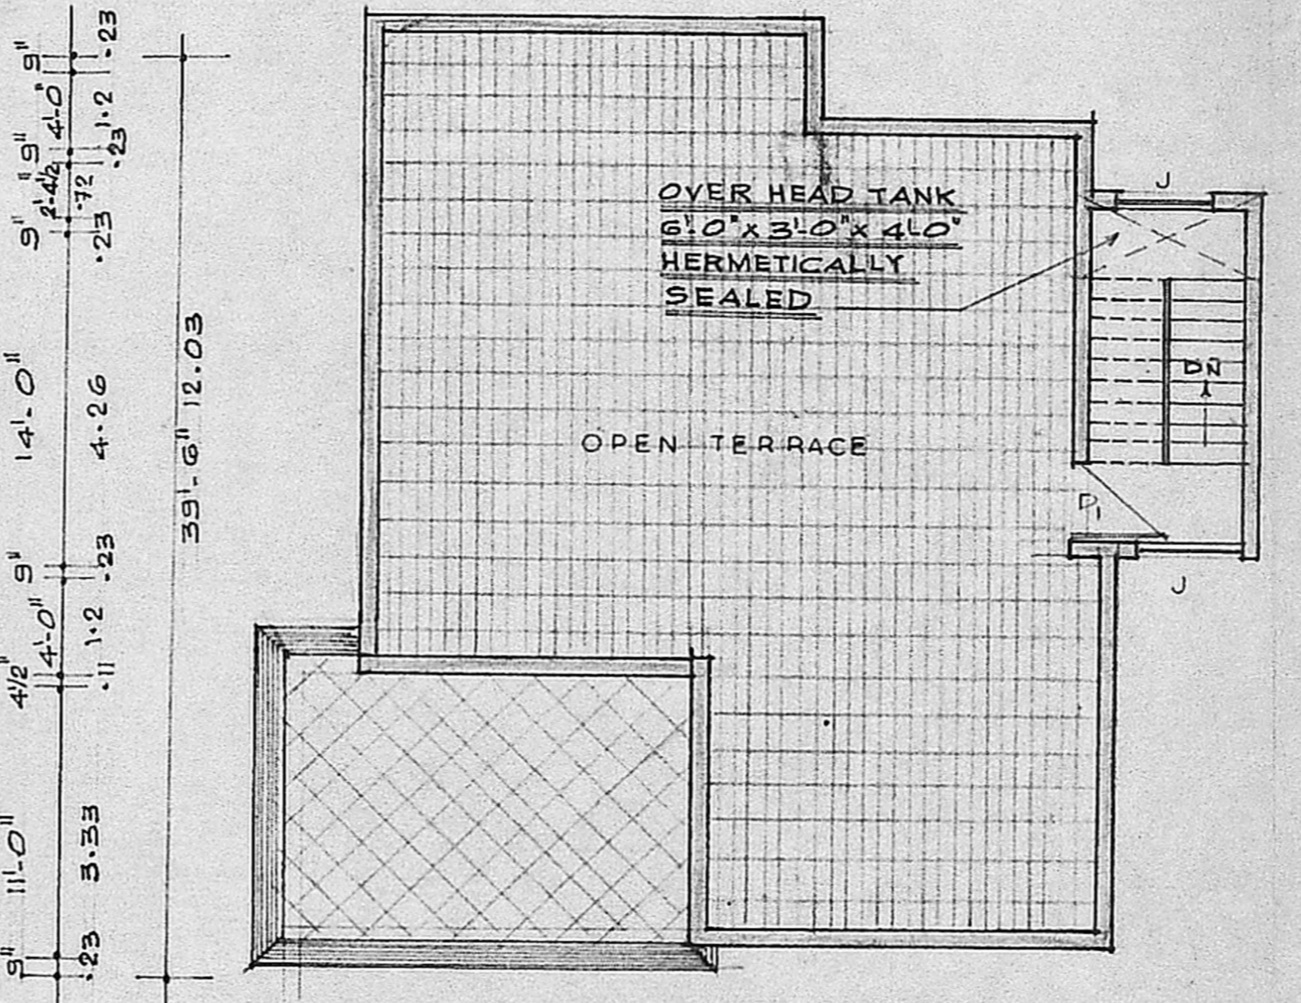 9" .23
4'-0" 1.2
9" .23
2'-4½" .72
9" .23
14'-0" 4.26
9" .23
4'-0" 1.2
4½" .11
11'-0" 3.33
9" .23
39'-6" 12.03
OVER HEAD TANK
6'-0" x 3'-0" x 4'-0"
HERMETICALLY
SEALED
OPEN TERRACE
J
DN
D1
J